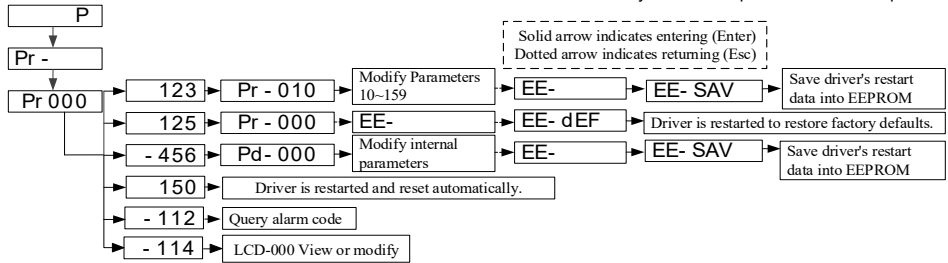 P
Pr -
Pr 000
Solid arrow indicates entering (Enter)
Dotted arrow indicates returning (Esc)
123
Pr - 010
Modify Parameters
10~159
EE-
EE- SAV
Save driver's restart
data into EEPROM
125
Pr - 000
EE-
EE- dEF
Driver is restarted to restore factory defaults.
- 456
Pd- 000
Modify internal
parameters
EE-
EE- SAV
Save driver's restart
data into EEPROM
150
Driver is restarted and reset automatically.
- 112
Query alarm code
- 114
LCD-000 View or modify